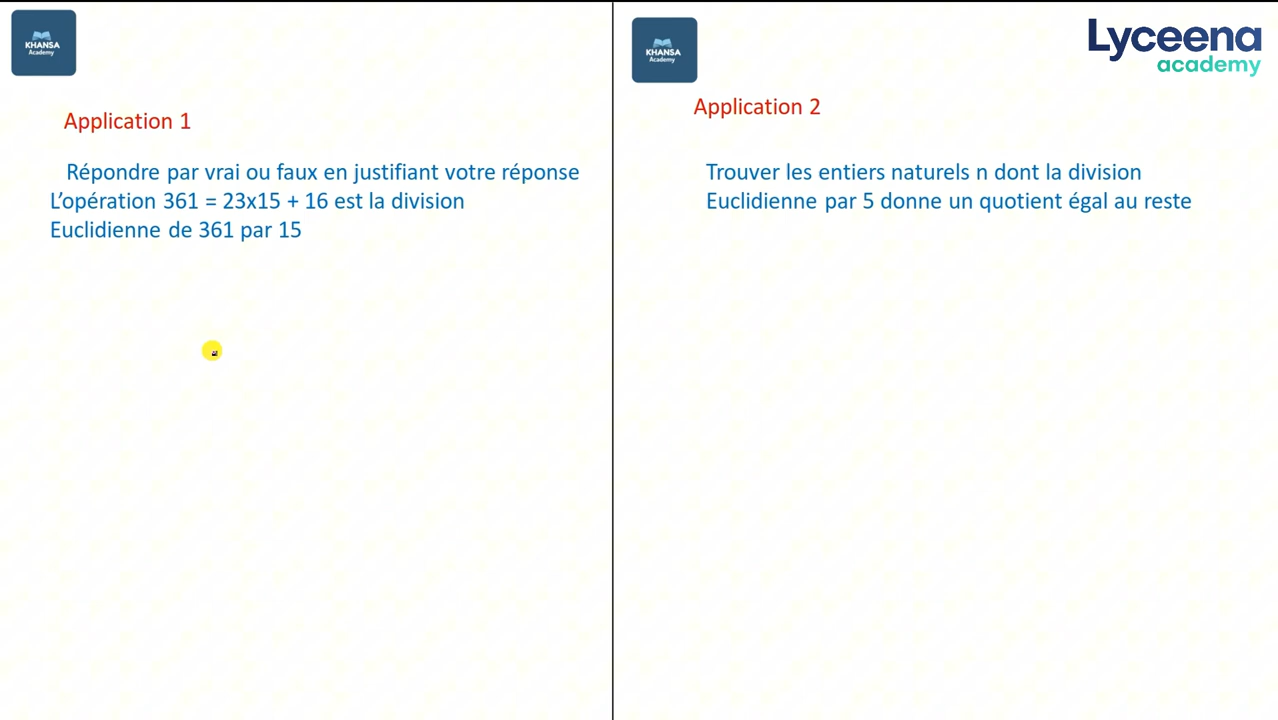 KHANSA
Academy
Application 1
Répondre par vrai ou faux en justifiant votre réponse
L'opération 361 = 23x15 + 16 est la division
Euclidienne de 361 par 15
KHANSA
Academy
Lyceena
academy
Application 2
Trouver les entiers naturels n dont la division
Euclidienne par 5 donne un quotient égal au reste